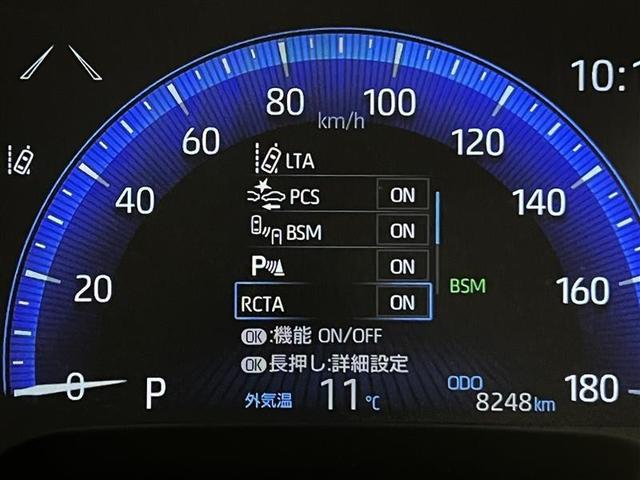 10:1
80
100
km/h
60
120
LTA
PCS ON
40
140
BSM ON
P ON
20
BSM
160
RCTA ON
OK:機能 ON/OFF
OK長押し:詳細設定
0
P
外気温 11℃
ODO
8248km
180